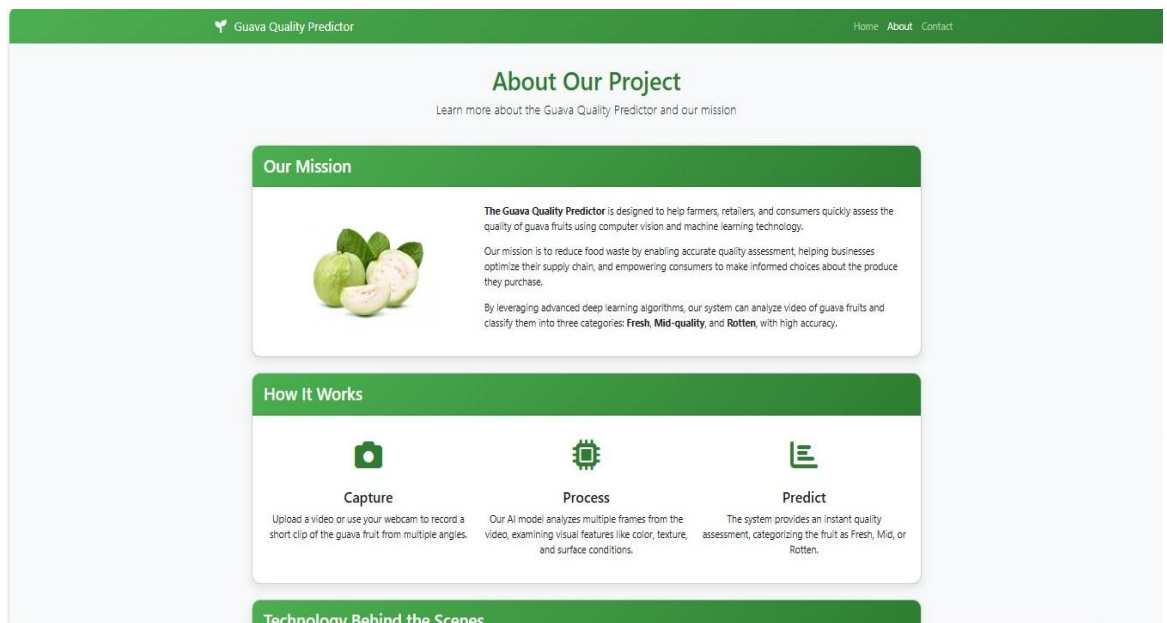 Guava Quality Predictor
Home About Contact
About Our Project
Learn more about the Guava Quality Predictor and our mission
Our Mission
The Guava Quality Predictor is designed to help farmers, retailers, and consumers quickly assess the
quality of guava fruits using computer vision and machine learning technology.
Our mission is to reduce food waste by enabling accurate quality assessment, helping businesses
optimize their supply chain, and empowering consumers to make informed choices about the produce
they purchase.
By leveraging advanced deep learning algorithms, our system can analyze video of guava fruits and
classify them into three categories: Fresh, Mid-quality, and Rotten, with high accuracy.
How It Works
Capture
Upload a video or use your webcam to record a
short clip of the guava fruit from multiple angles.
Process
Our AI model analyzes multiple frames from the
video, examining visual features like color, texture,
and surface conditions.
Predict
The system provides an instant quality
assessment, categorizing the fruit as Fresh, Mid, or
Rotten.
Technology Behind the Scenes